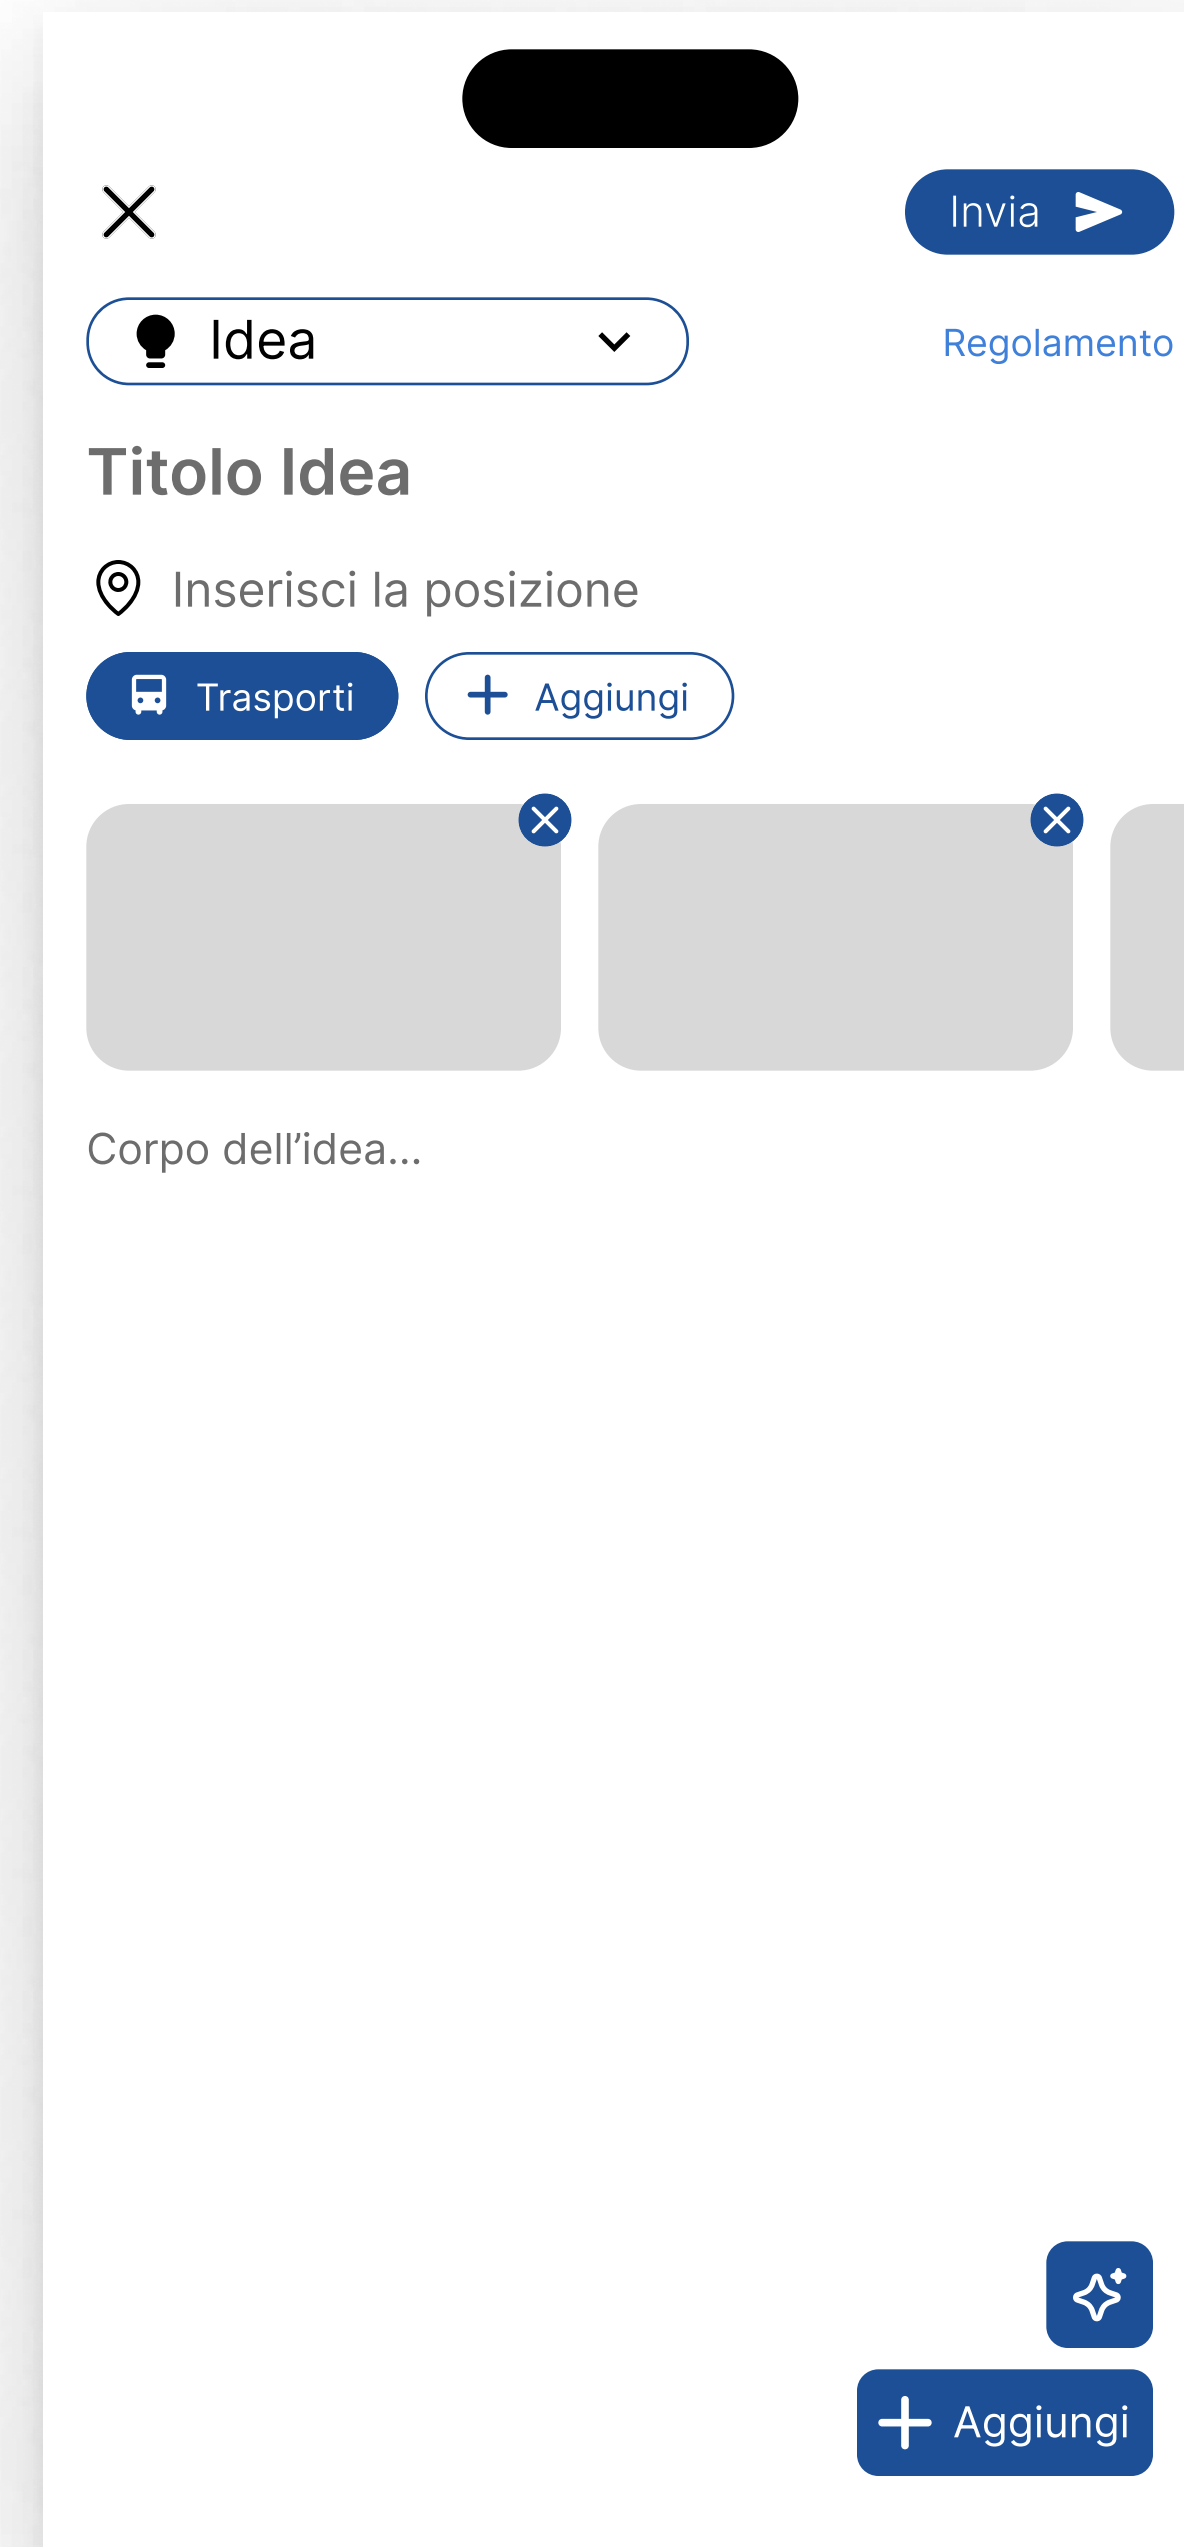 Invia
Idea
Regolamento
Titolo Idea
Inserisci la posizione
Trasporti
Aggiungi
Corpo dell’idea...
Aggiungi